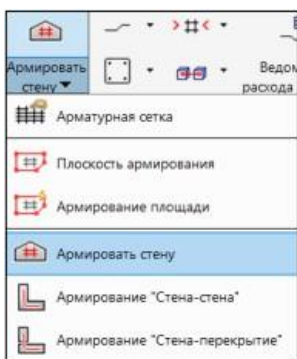 Армировать
стену
Ведом
расхода
Арматурная сетка
Плоскость армирования
Армирование площади
Армировать стену
Армирование "Стена-стена"
Армирование "Стена-перекрытие"